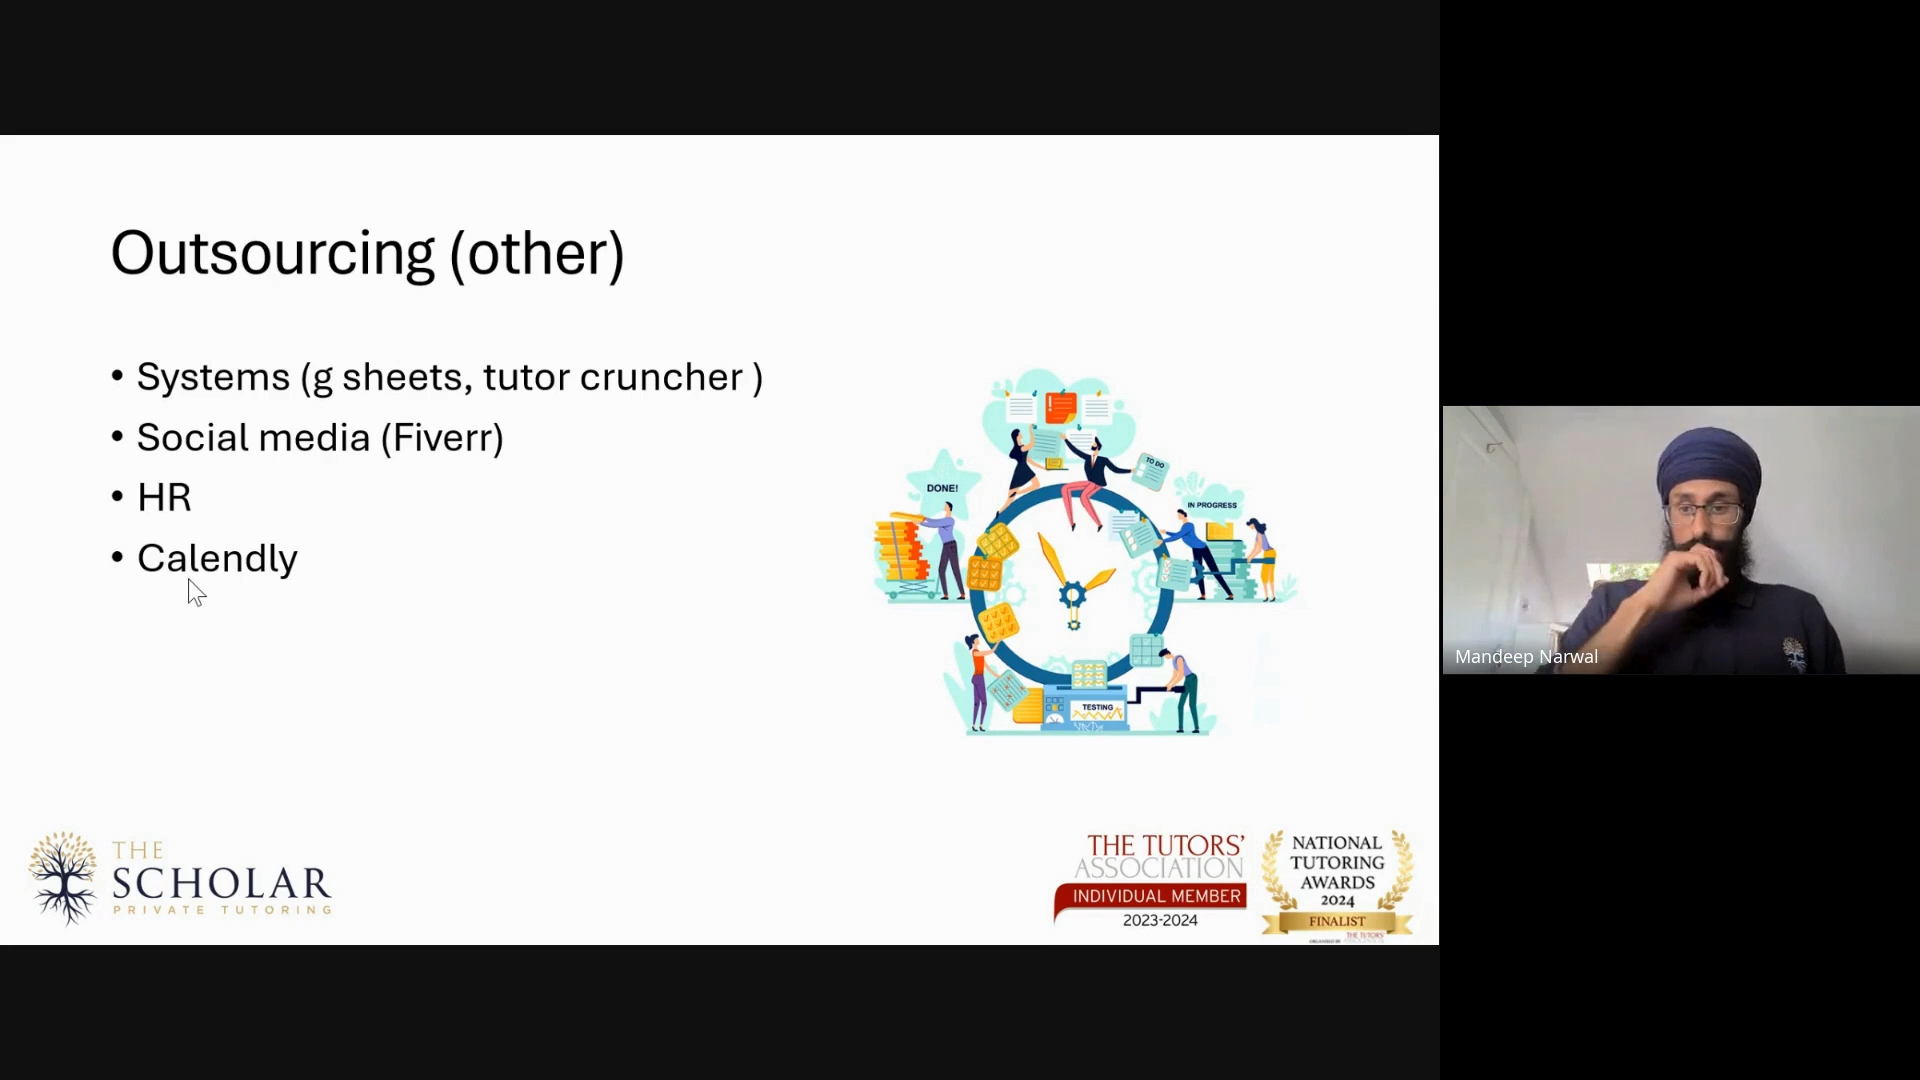 Outsourcing (other)
• Systems (g sheets, tutor cruncher )
• Social media (Fiverr)
• HR
• Calendly
TO DO
DONE!
IN PROGRESS
TESTING
THE
SCHOLAR
PRIVATE TUTORING
THE TUTORS'
ASSOCIATION
INDIVIDUAL MEMBER
2023-2024
NATIONAL
TUTORING
AWARDS
2024
FINALIST
Mandeep Narwal